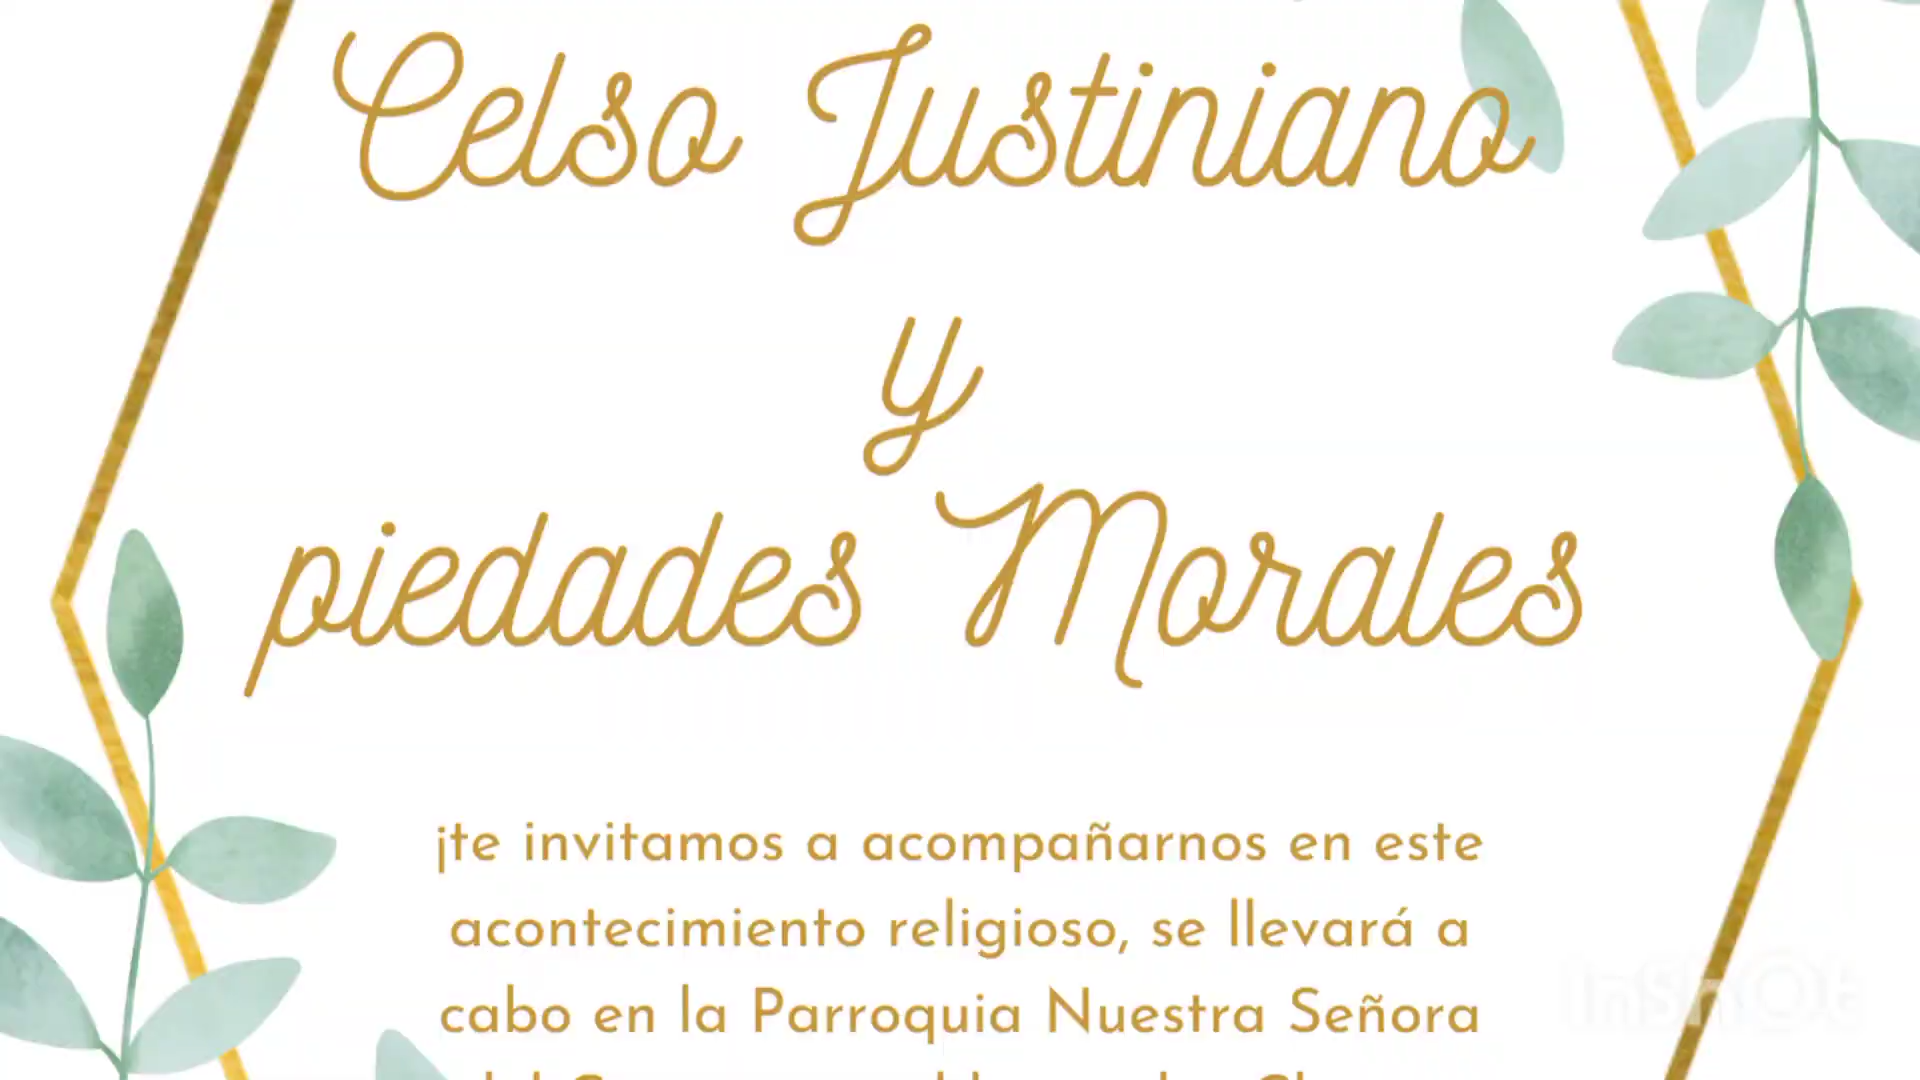 Celso Justiniano
y
piedades Morales
¡te invitamos a acompañarnos en este
acontecimiento religioso, se llevará a
cabo en la Parroquia Nuestra Señora
InShOt